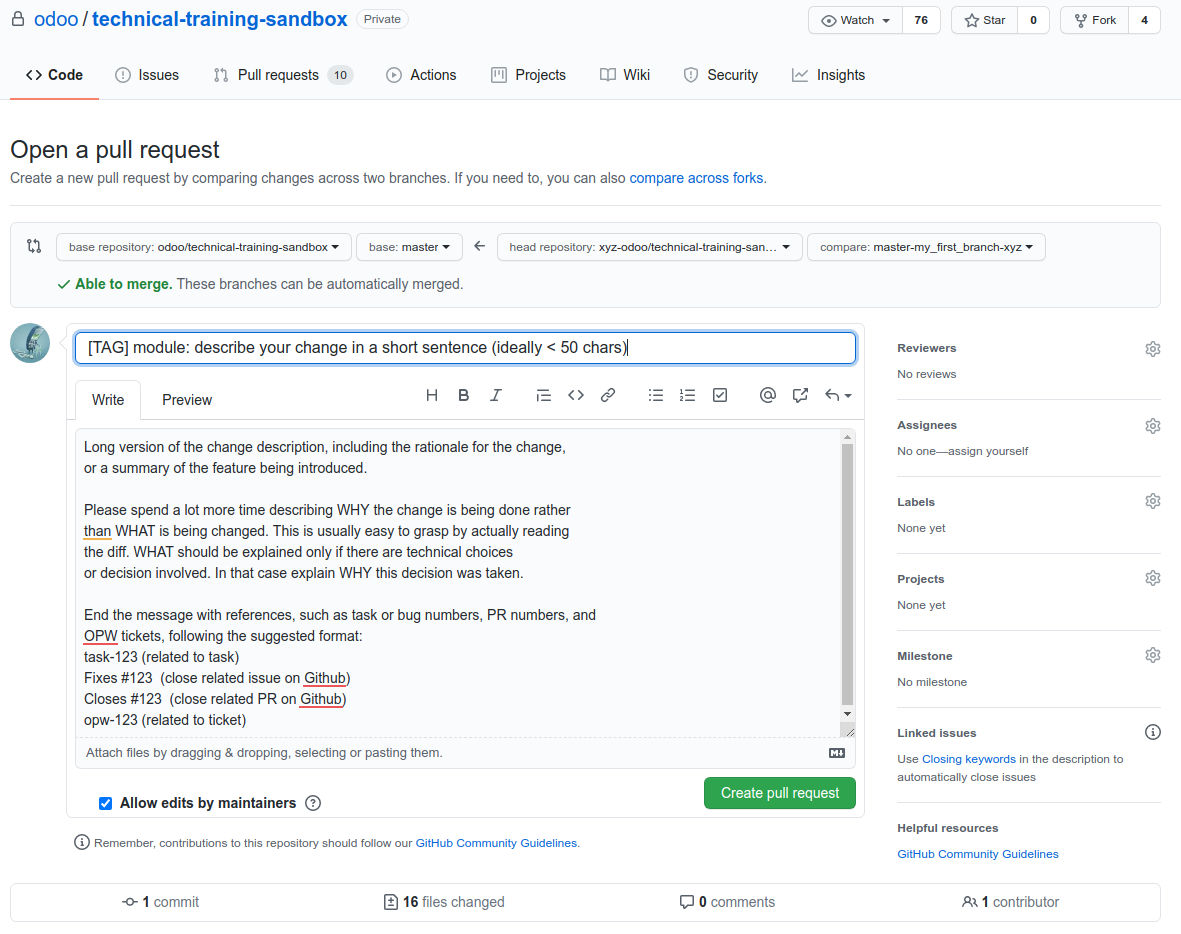 odoo / technical-training-sandbox Private
Watch 76 Star 0 Fork 4
Code Issues Pull requests 10 Actions Projects Wiki Security Insights
Open a pull request
Create a new pull request by comparing changes across two branches. If you need to, you can also compare across forks.
base repository: odoo/technical-training-sandbox base: master head repository: xyz-odoo/technical-training-san... compare: master-my_first_branch-xyz
Able to merge. These branches can be automatically merged.
[TAG] module: describe your change in a short sentence (ideally < 50 chars)
Write Preview
Long version of the change description, including the rationale for the change,
or a summary of the feature being introduced.
Please spend a lot more time describing WHY the change is being done rather
than WHAT is being changed. This is usually easy to grasp by actually reading
the diff. WHAT should be explained only if there are technical choices
or decision involved. In that case explain WHY this decision was taken.
End the message with references, such as task or bug numbers, PR numbers, and
OPW tickets, following the suggested format:
task-123 (related to task)
Fixes #123  (close related issue on Github)
Closes #123  (close related PR on Github)
opw-123 (related to ticket)
Attach files by dragging & dropping, selecting or pasting them.
Allow edits by maintainers
Create pull request
Remember, contributions to this repository should follow our GitHub Community Guidelines.
Reviewers
No reviews
Assignees
No one—assign yourself
Labels
None yet
Projects
None yet
Milestone
No milestone
Linked issues
Use Closing keywords in the description to
automatically close issues
Helpful resources
GitHub Community Guidelines
1 commit 16 files changed 0 comments 1 contributor